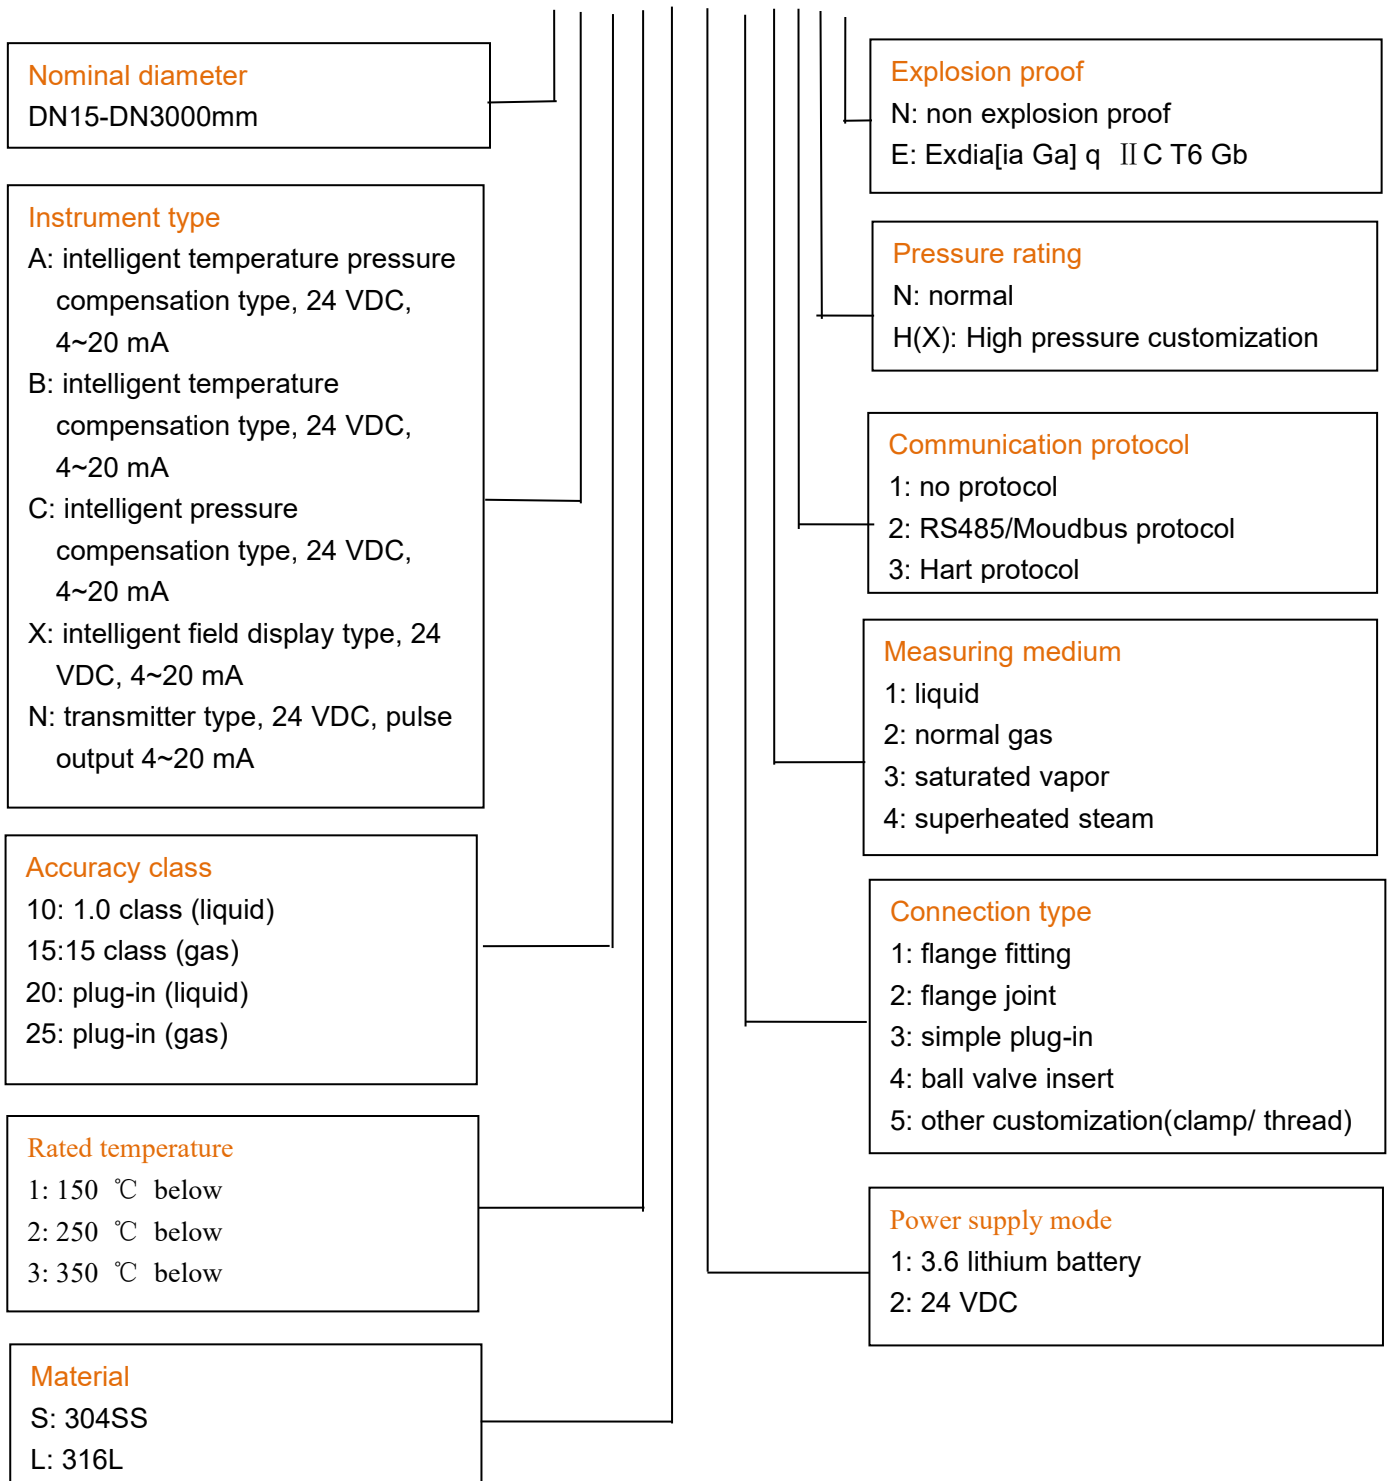 Nominal diameter
DN15-DN3000mm
Instrument type
A: intelligent temperature pressure
compensation type, 24 VDC,
4~20 mA
B: intelligent temperature
compensation type, 24 VDC,
4~20 mA
C: intelligent pressure
compensation type, 24 VDC,
4~20 mA
X: intelligent field display type, 24
VDC, 4~20 mA
N: transmitter type, 24 VDC, pulse
output 4~20 mA
Accuracy class
10: 1.0 class (liquid)
15:15 class (gas)
20: plug-in (liquid)
25: plug-in (gas)
Rated temperature
1: 150 ℃ below
2: 250 ℃ below
3: 350 ℃ below
Material
S: 304SS
L: 316L
Explosion proof
N: non explosion proof
E: Exdia[ia Ga] q ⅡC T6 Gb
Pressure rating
N: normal
H(X): High pressure customization
Communication protocol
1: no protocol
2: RS485/Moudbus protocol
3: Hart protocol
Measuring medium
1: liquid
2: normal gas
3: saturated vapor
4: superheated steam
Connection type
1: flange fitting
2: flange joint
3: simple plug-in
4: ball valve insert
5: other customization(clamp/ thread)
Power supply mode
1: 3.6 lithium battery
2: 24 VDC